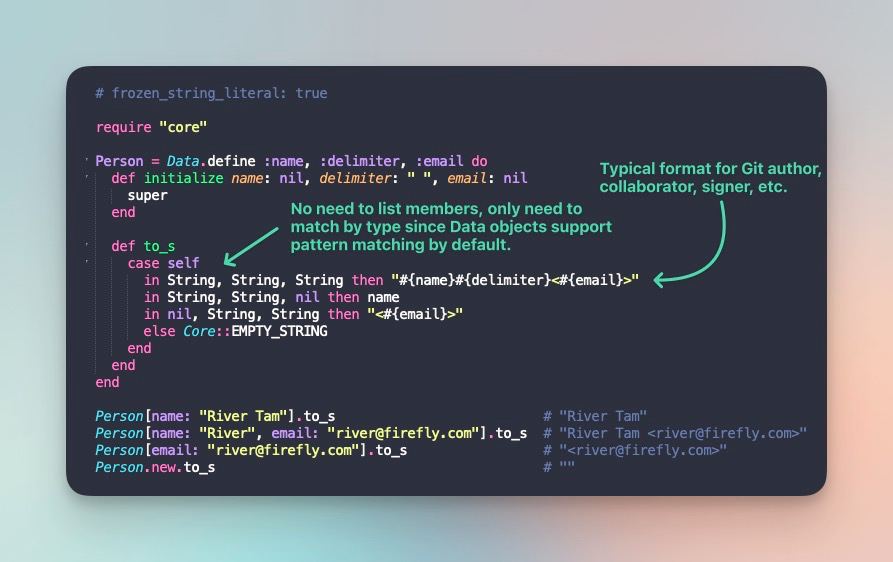 # frozen_string_literal: true
require "core"
Person = Data.define :name, :delimiter, :email do
def initialize name: nil, delimiter: " ", email: nil
super
end
Typical format for Git author,
collaborator, signer, etc.
No need to list members, only need to
match by type since Data objects support
pattern matching by default.
def to_s
case self
in String, String, String then "#{name}#{delimiter}<#{email}>"
in String, String, nil then name
in nil, String, String then "<#{email}>"
else Core::EMPTY_STRING
end
end
end
Person[name: "River Tam"].to_s # "River Tam"
Person[name: "River", email: "river@firefly.com"].to_s # "River Tam <river@firefly.com>"
Person[email: "river@firefly.com"].to_s # "<river@firefly.com>"
Person.new.to_s # ""